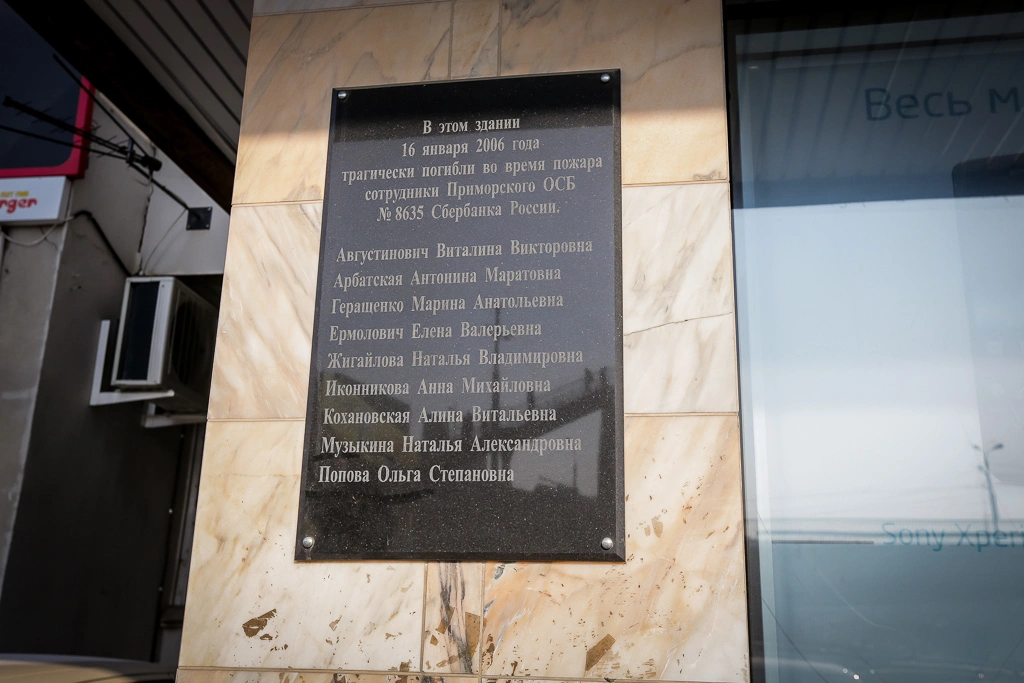 В этом здании
16 января 2006 года
трагически погибли во время пожара
сотрудники Приморского ОСБ
№ 8635 Сбербанка России.
Августинович Виталина Викторовна
Арбатская Антонина Маратовна
Геращенко Марина Анатольевна
Ермолович Елена Валерьевна
Жигайлова Наталья Владимировна
Иконникова Анна Михайловна
Кохановская Алина Витальевна
Музыкина Наталья Александровна
Попова Ольга Степановна
Весь м
Sony Xperi
rger